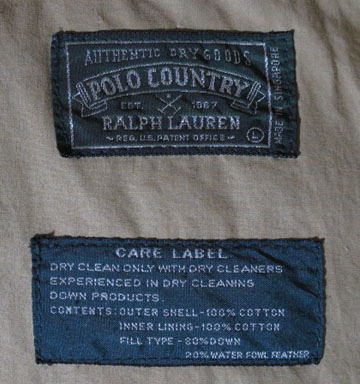 AUTHENTIC DRY GOODS
POLO COUNTRY
EST. 1967
RALPH LAUREN
L
REG. U.S. PATENT OFFICE
MADE IN SINGAPORE
CARE LABEL
DRY CLEAN ONLY WITH DRY CLEANERS
EXPERIENCED IN DRY CLEANING
DOWN PRODUCTS.
CONTENTS: OUTER SHELL-100% COTTON
INNER LINING-100% COTTON
FILL TYPE - 80% DOWN
20% WATER FOWL FEATHER